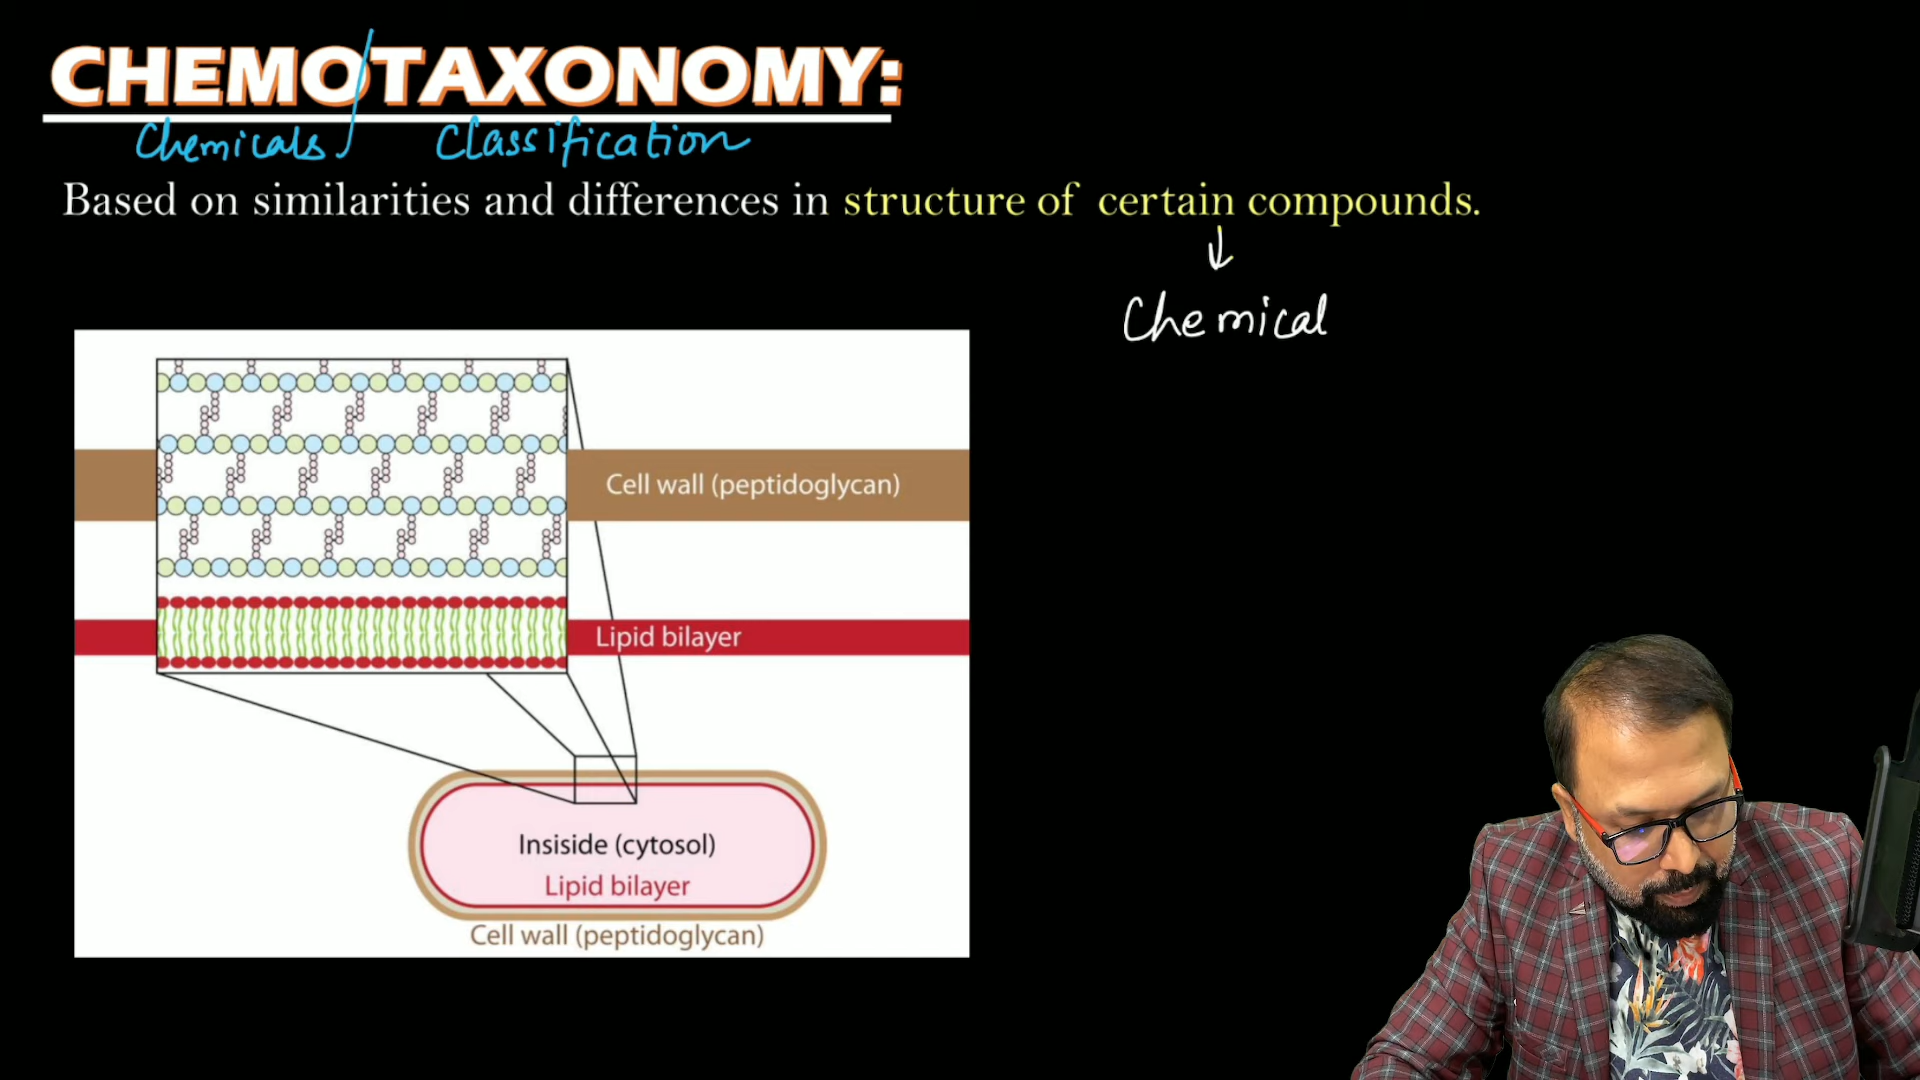 CHEMOTAXONOMY:
Chemicals Classification
Based on similarities and differences in structure of certain compounds.
↓
Chemical
Cell wall (peptidoglycan)
Lipid bilayer
Insiside (cytosol)
Lipid bilayer
Cell wall (peptidoglycan)